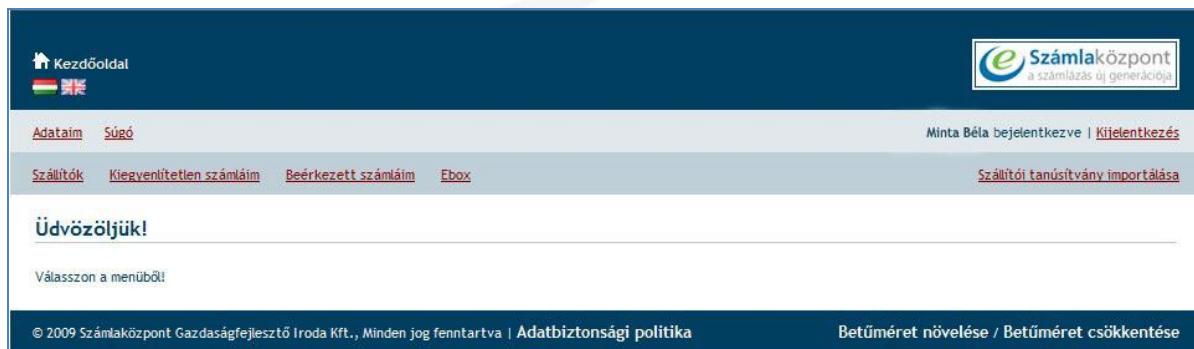 Kezdőoldal
e Számlaközpont
a számlázás új generációja
Adataim Súgó Minta Béla bejelentkezve | Kijelentkezés
Szállítók Kiegyenlítetlen számláim Beérkezett számláim Ebox Szállítói tanúsítvány importálása
Üdvözöljük!
Válasszon a menüből!
© 2009 Számlaközpont Gazdaságfejlesztő Iroda Kft., Minden jog fenntartva | Adatbiztonsági politika Betűméret növelése / Betűméret csökkentése